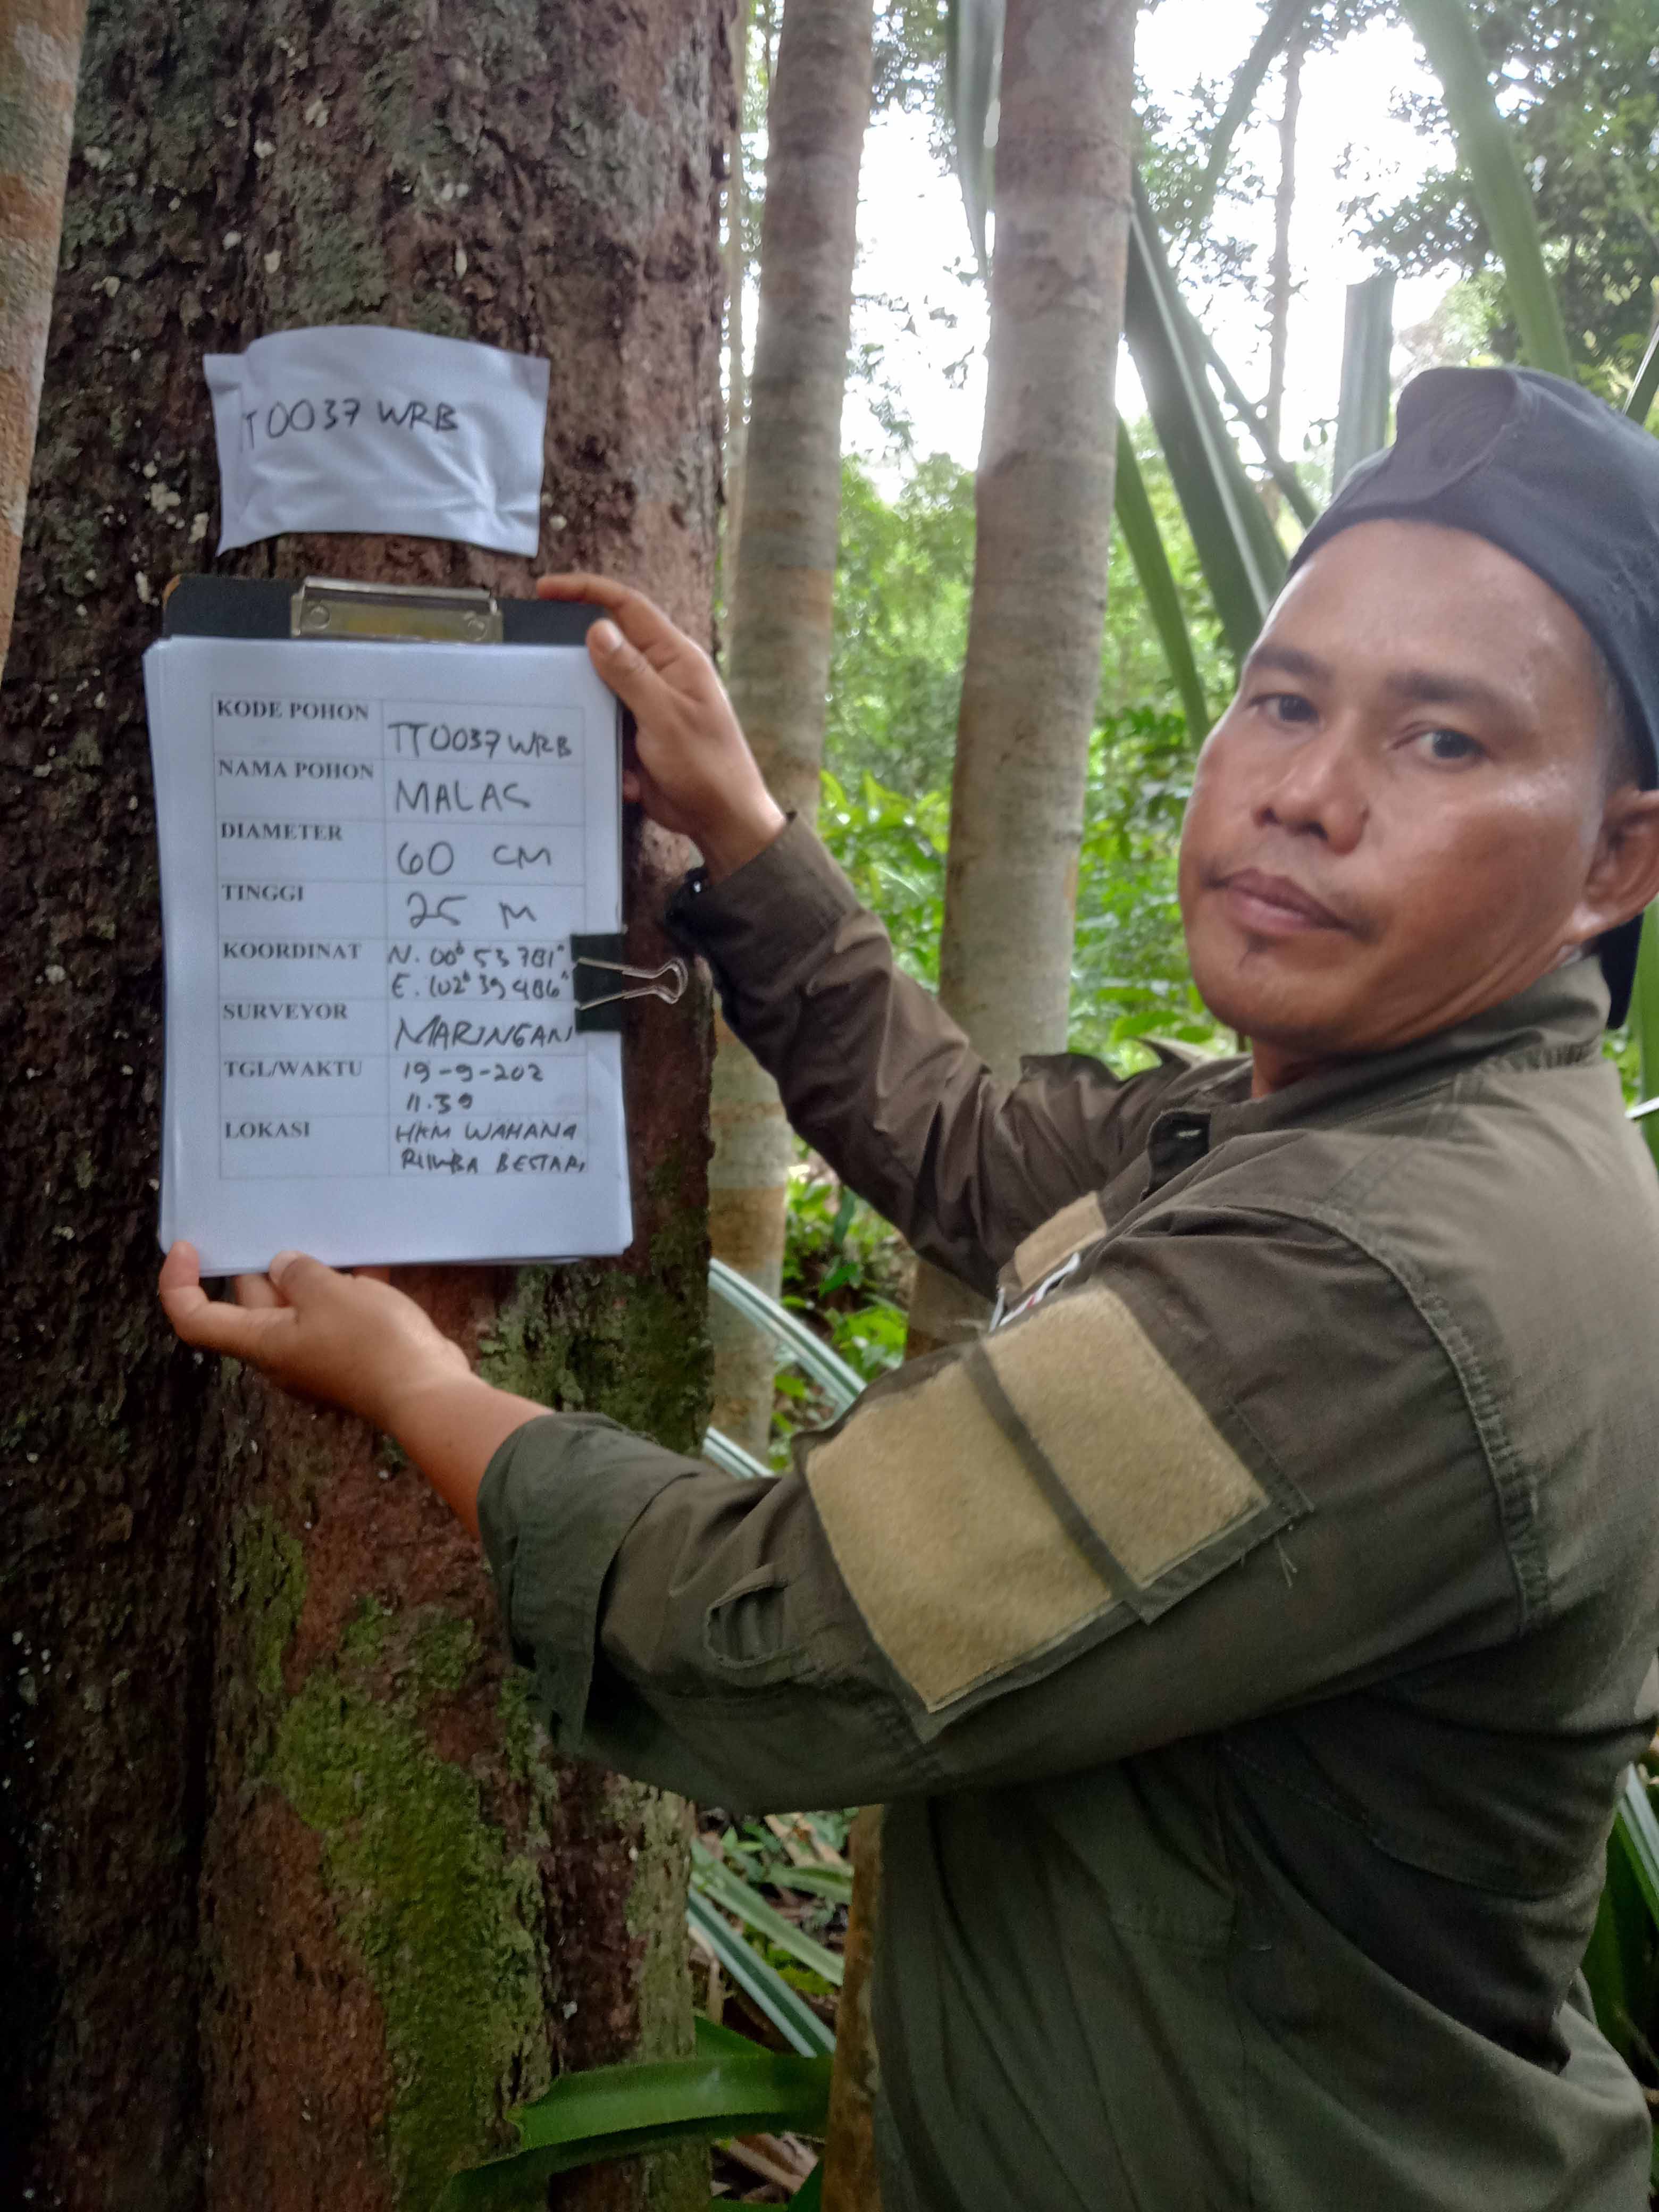 TT0037 WRB
KODE POHON TT0037 WRB
NAMA POHON MALAS
DIAMETER 60 CM
TINGGI 25 M
KOORDINAT N. 00° 53 781"
E. 102° 39 486"
SURVEYOR MARINGAN
TGL/WAKTU 19-9-202
11.39
LOKASI HKM WAHANA
RIMBA BESTARI